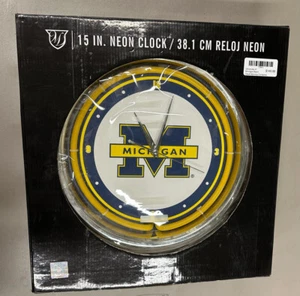 15 IN. NEON CLOCK / 38.1 CM RELOJ NEON
M
MICHIGAN